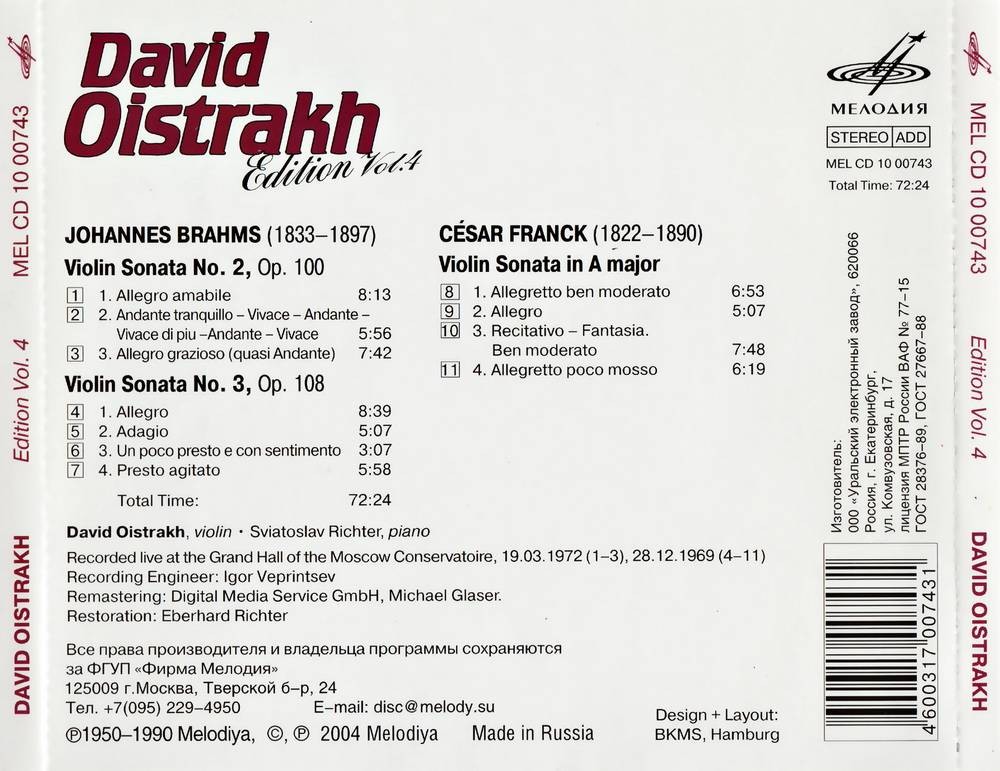 David
Oistrakh
Edition Vol.4
МЕЛОДИЯ
STEREO ADD
MEL CD 10 00743
Total Time: 72:24
JOHANNES BRAHMS (1833–1897)
Violin Sonata No. 2, Op. 100
1 1. Allegro amabile 8:13
2 2. Andante tranquillo – Vivace – Andante –
Vivace di piu –Andante – Vivace 5:56
3 3. Allegro grazioso (quasi Andante) 7:42
Violin Sonata No. 3, Op. 108
4 1. Allegro 8:39
5 2. Adagio 5:07
6 3. Un poco presto e con sentimento 3:07
7 4. Presto agitato 5:58
Total Time: 72:24
CÉSAR FRANCK (1822–1890)
Violin Sonata in A major
8 1. Allegretto ben moderato 6:53
9 2. Allegro 5:07
10 3. Recitativo – Fantasia.
Ben moderato 7:48
11 4. Allegretto poco mosso 6:19
David Oistrakh, violin • Sviatoslav Richter, piano
Recorded live at the Grand Hall of the Moscow Conservatoire, 19.03.1972 (1–3), 28.12.1969 (4–11)
Recording Engineer: Igor Veprintsev
Remastering: Digital Media Service GmbH, Michael Glaser.
Restoration: Eberhard Richter
Все права производителя и владельца программы сохраняются
за ФГУП «Фирма Мелодия»
125009 г.Москва, Тверской б–р, 24
Тел. +7(095) 229–4950 E–mail: disc@melody.su
℗1950–1990 Melodiya, ©, ℗ 2004 Melodiya Made in Russia
Design + Layout:
BKMS, Hamburg
Изготовитель:
ООО «Уральский электронный завод», 620066
Россия, г. Екатеринбург,
ул. Комвузовская, д. 17
лицензия МПТР России ВАФ № 77–15
ГОСТ 28376–89, ГОСТ 27667–88
4600317007431
DAVID OISTRAKH Edition Vol. 4 MEL CD 10 00743
MEL CD 10 00743 Edition Vol. 4 DAVID OISTRAKH